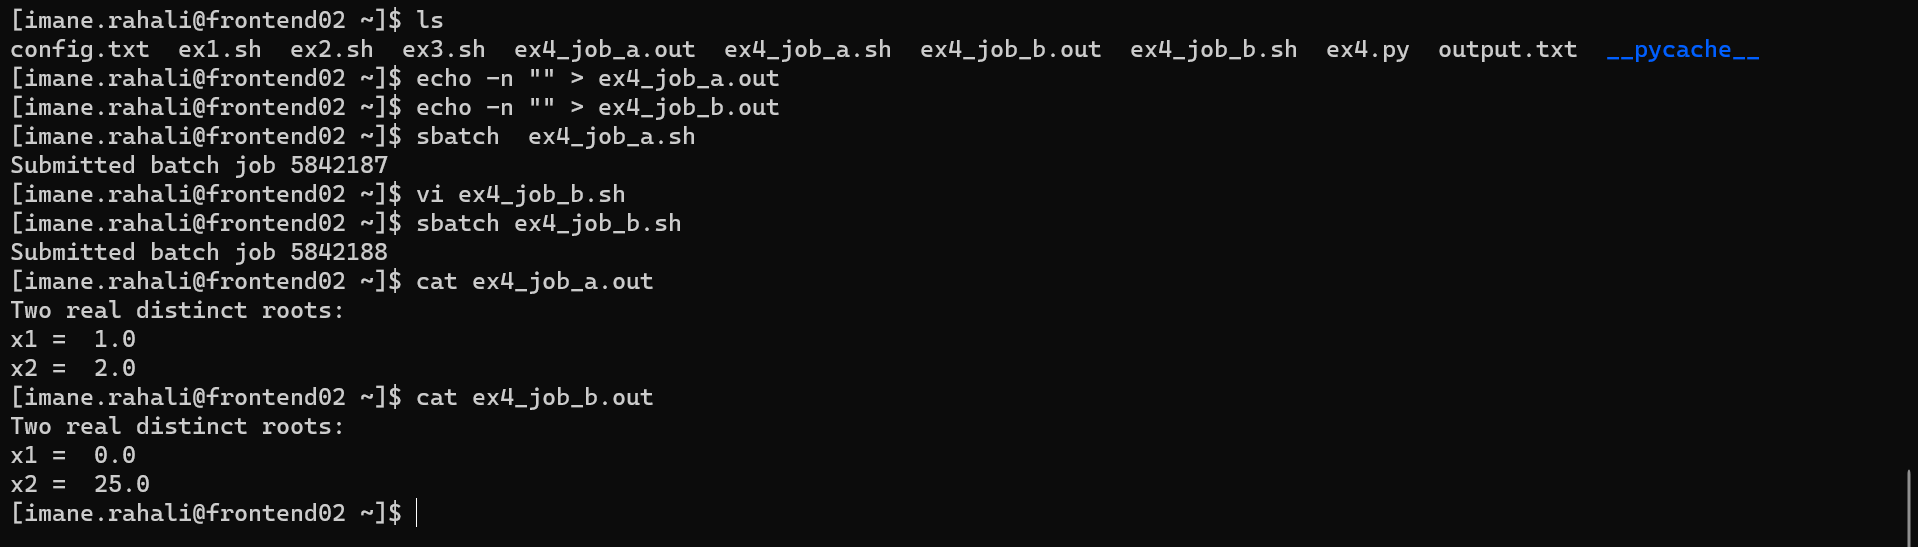 [imane.rahali@frontend02 ~]$ ls
config.txt  ex1.sh  ex2.sh  ex3.sh  ex4_job_a.out  ex4_job_a.sh  ex4_job_b.out  ex4_job_b.sh  ex4.py  output.txt  __pycache__
[imane.rahali@frontend02 ~]$ echo -n "" > ex4_job_a.out
[imane.rahali@frontend02 ~]$ echo -n "" > ex4_job_b.out
[imane.rahali@frontend02 ~]$ sbatch  ex4_job_a.sh
Submitted batch job 5842187
[imane.rahali@frontend02 ~]$ vi ex4_job_b.sh
[imane.rahali@frontend02 ~]$ sbatch ex4_job_b.sh
Submitted batch job 5842188
[imane.rahali@frontend02 ~]$ cat ex4_job_a.out
Two real distinct roots:
x1 =  1.0
x2 =  2.0
[imane.rahali@frontend02 ~]$ cat ex4_job_b.out
Two real distinct roots:
x1 =  0.0
x2 =  25.0
[imane.rahali@frontend02 ~]$